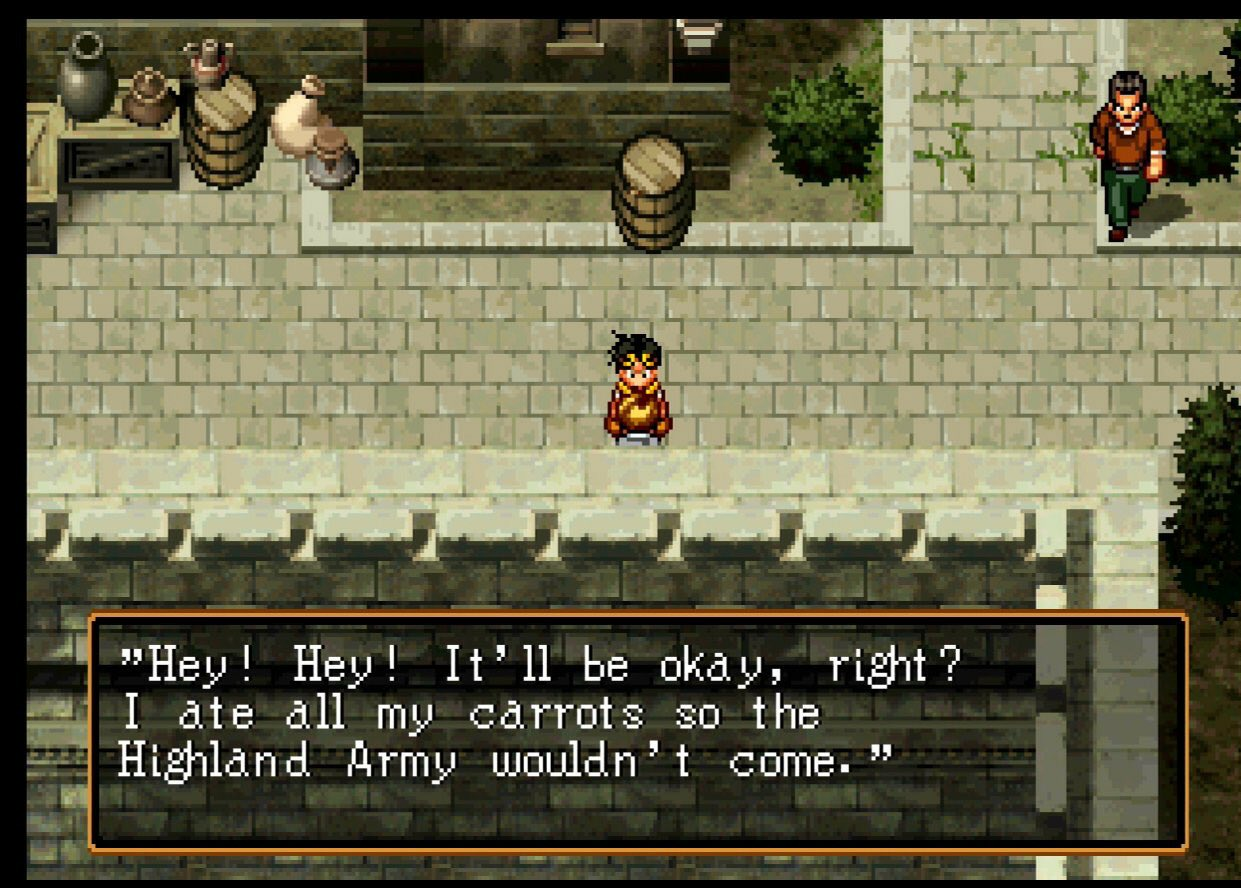 "Hey! Hey! It'll be okay, right?
I ate all my carrots so the
Highland Army wouldn't come."